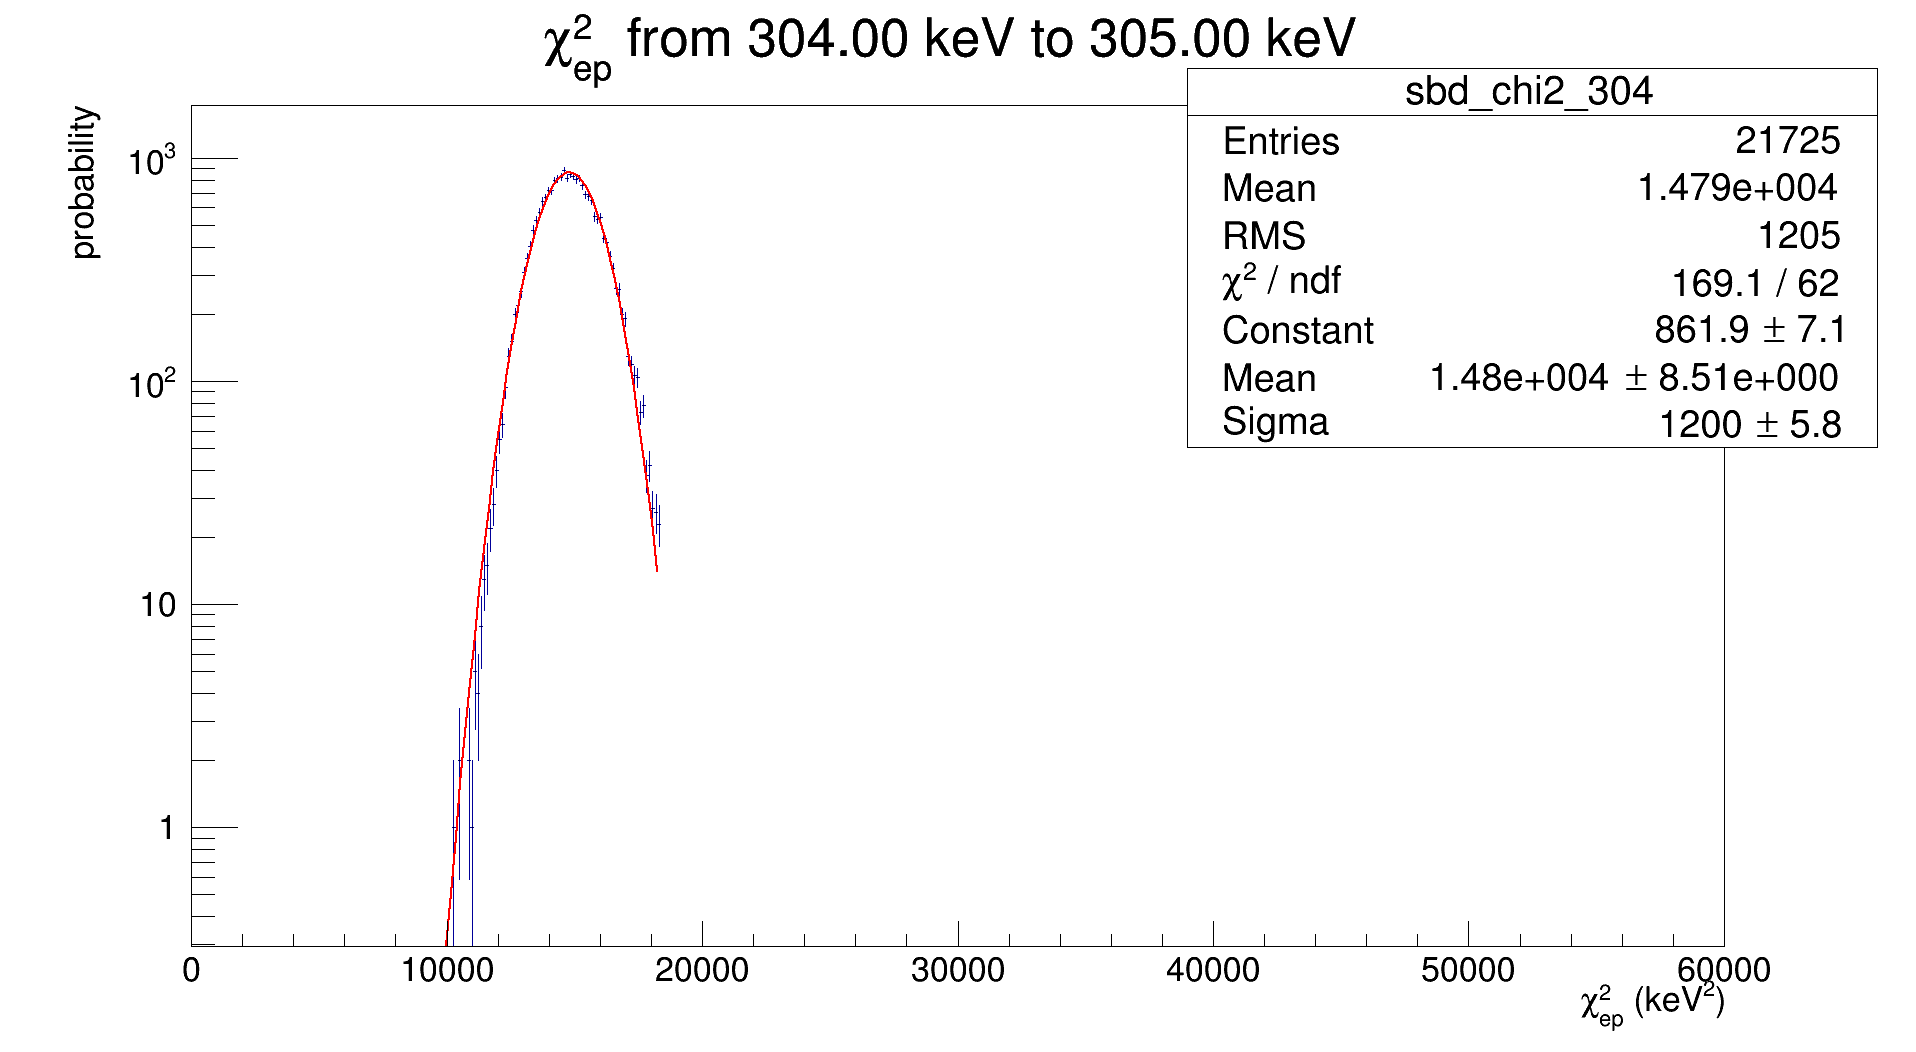 χ²ep from 304.00 keV to 305.00 keV
sbd_chi2_304
Entries 21725
Mean 1.479e+004
RMS 1205
χ² / ndf 169.1 / 62
Constant 861.9 ± 7.1
Mean 1.48e+004 ± 8.51e+000
Sigma 1200 ± 5.8
probability
10³
10²
10
1
0 10000 20000 30000 40000 50000 60000
χ²ep (keV²)